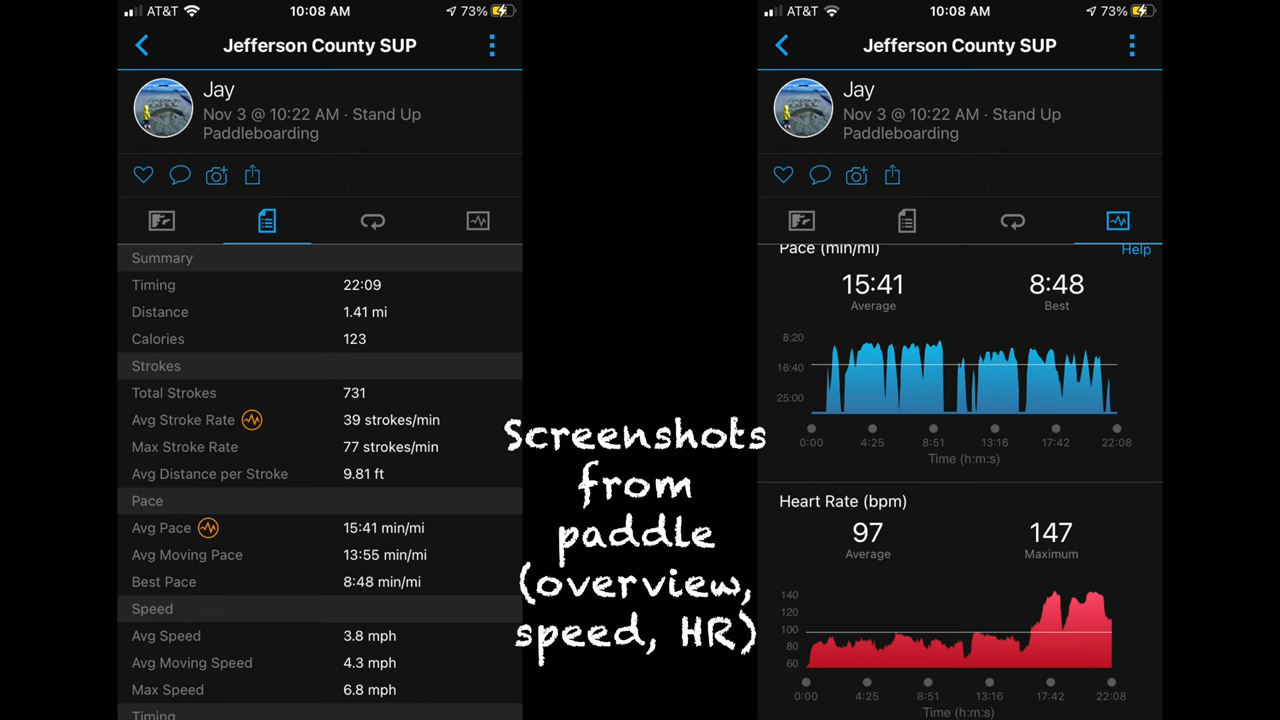 AT&T 10:08 AM 73%
Jefferson County SUP
Jay
Nov 3 @ 10:22 AM · Stand Up
Paddleboarding
Summary
Timing 22:09
Distance 1.41 mi
Calories 123
Strokes
Total Strokes 731
Avg Stroke Rate 39 strokes/min
Max Stroke Rate 77 strokes/min
Avg Distance per Stroke 9.81 ft
Pace
Avg Pace 15:41 min/mi
Avg Moving Pace 13:55 min/mi
Best Pace 8:48 min/mi
Speed
Avg Speed 3.8 mph
Avg Moving Speed 4.3 mph
Max Speed 6.8 mph
Timing
Screenshots
from
paddle
(overview,
speed, HR)
AT&T 10:08 AM 73%
Jefferson County SUP
Jay
Nov 3 @ 10:22 AM · Stand Up
Paddleboarding
Pace (min/mi) Help
15:41 8:48
Average Best
8:20
16:40
25:00
0:00 4:25 8:51 13:16 17:42 22:08
Time (h:m:s)
Heart Rate (bpm)
97 147
Average Maximum
140
120
100
80
60
0:00 4:25 8:51 13:16 17:42 22:08
Time (h:m:s)